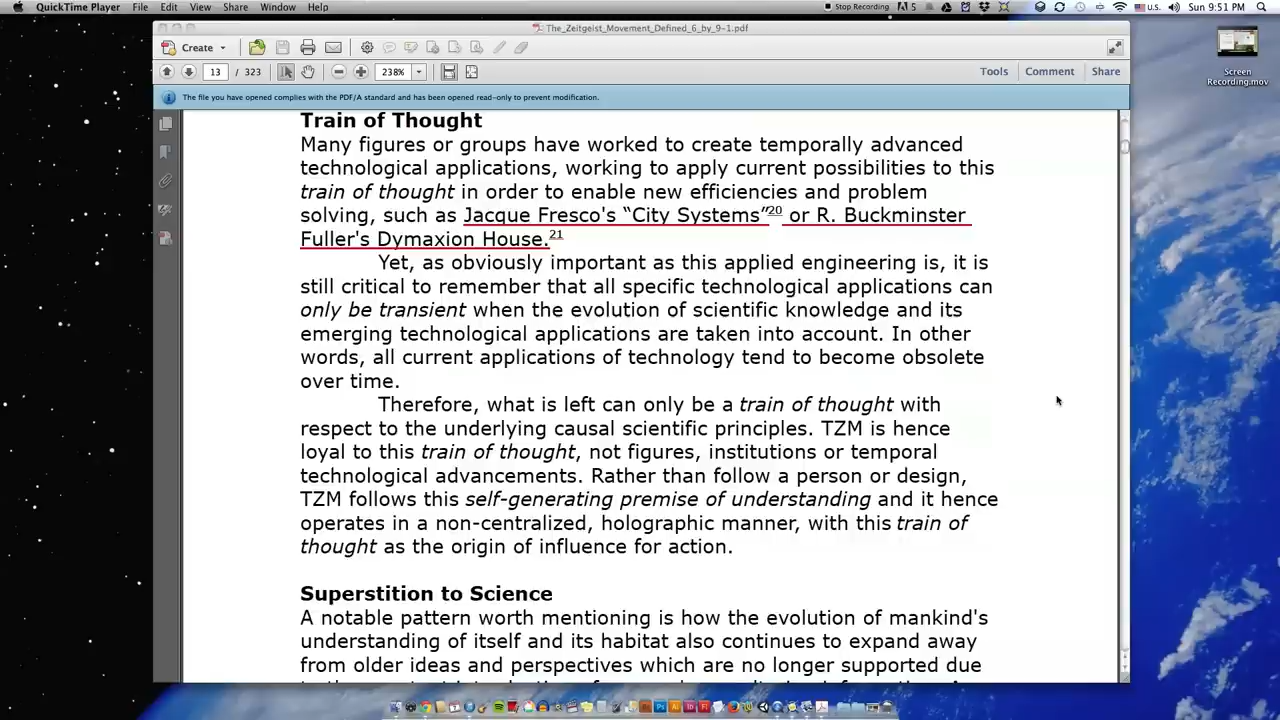 QuickTime Player File Edit View Share Window Help Stop Recording 5 U.S. Sun 9:51 PM
The_Zeitgeist_Movement_Defined_6_by_9-1.pdf
Create
13 / 323 238% Tools Comment Share
The file you have opened complies with the PDF/A standard and has been opened read-only to prevent modification.
Screen
Recording.mov
Train of Thought
Many figures or groups have worked to create temporally advanced
technological applications, working to apply current possibilities to this
train of thought in order to enable new efficiencies and problem
solving, such as Jacque Fresco's “City Systems”20 or R. Buckminster
Fuller's Dymaxion House.21
Yet, as obviously important as this applied engineering is, it is
still critical to remember that all specific technological applications can
only be transient when the evolution of scientific knowledge and its
emerging technological applications are taken into account. In other
words, all current applications of technology tend to become obsolete
over time.
Therefore, what is left can only be a train of thought with
respect to the underlying causal scientific principles. TZM is hence
loyal to this train of thought, not figures, institutions or temporal
technological advancements. Rather than follow a person or design,
TZM follows this self-generating premise of understanding and it hence
operates in a non-centralized, holographic manner, with this train of
thought as the origin of influence for action.
Superstition to Science
A notable pattern worth mentioning is how the evolution of mankind's
understanding of itself and its habitat also continues to expand away
from older ideas and perspectives which are no longer supported due